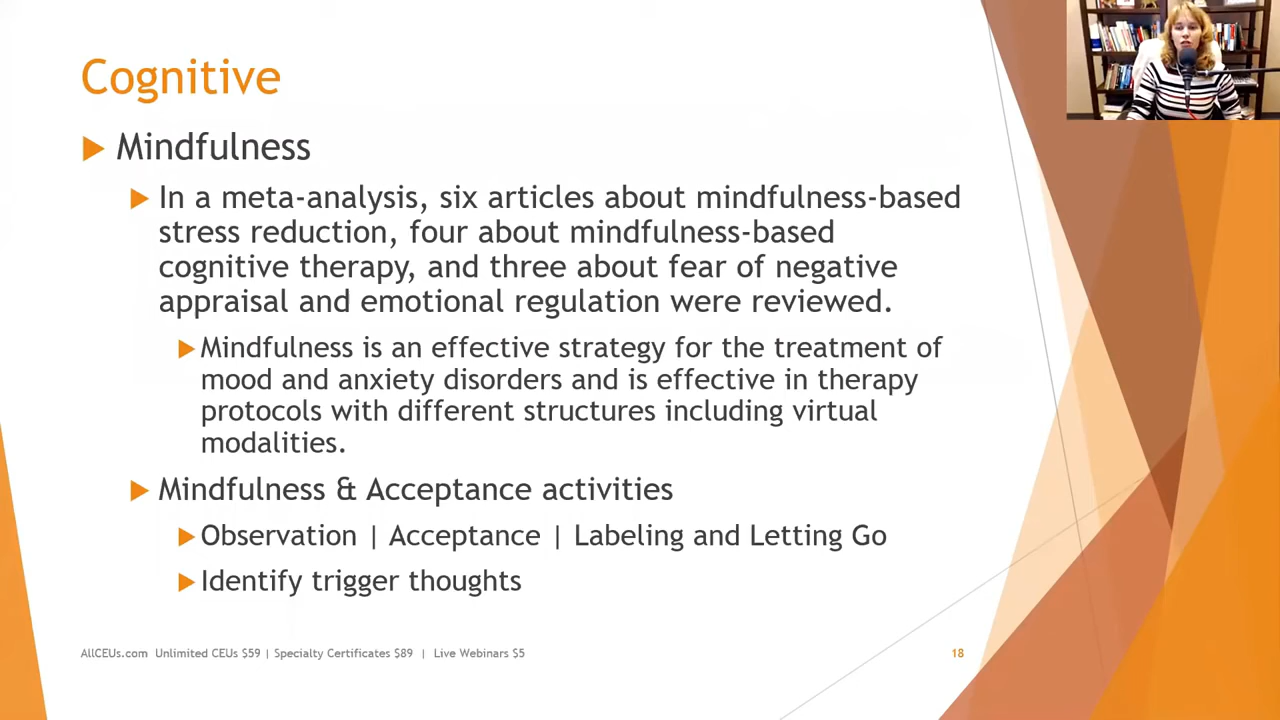 Cognitive
Mindfulness
In a meta-analysis, six articles about mindfulness-based
stress reduction, four about mindfulness-based
cognitive therapy, and three about fear of negative
appraisal and emotional regulation were reviewed.
Mindfulness is an effective strategy for the treatment of
mood and anxiety disorders and is effective in therapy
protocols with different structures including virtual
modalities.
Mindfulness & Acceptance activities
Observation | Acceptance | Labeling and Letting Go
Identify trigger thoughts
AllCEUs.com Unlimited CEUs $59 | Specialty Certificates $89 | Live Webinars $5
18